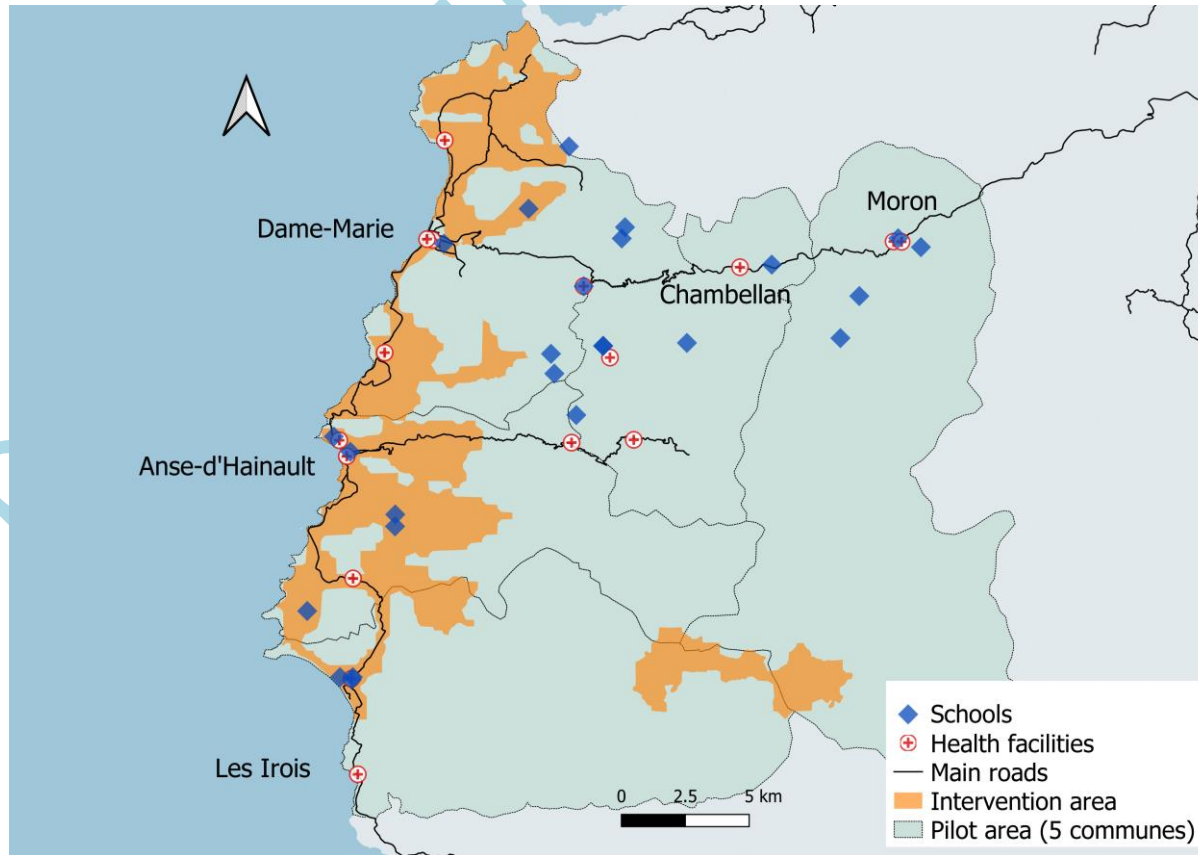 Moron
Dame-Marie
Chambellan
Anse-d'Hainault
Les Irois
0 2.5 5 km
Schools
Health facilities
Main roads
Intervention area
Pilot area (5 communes)